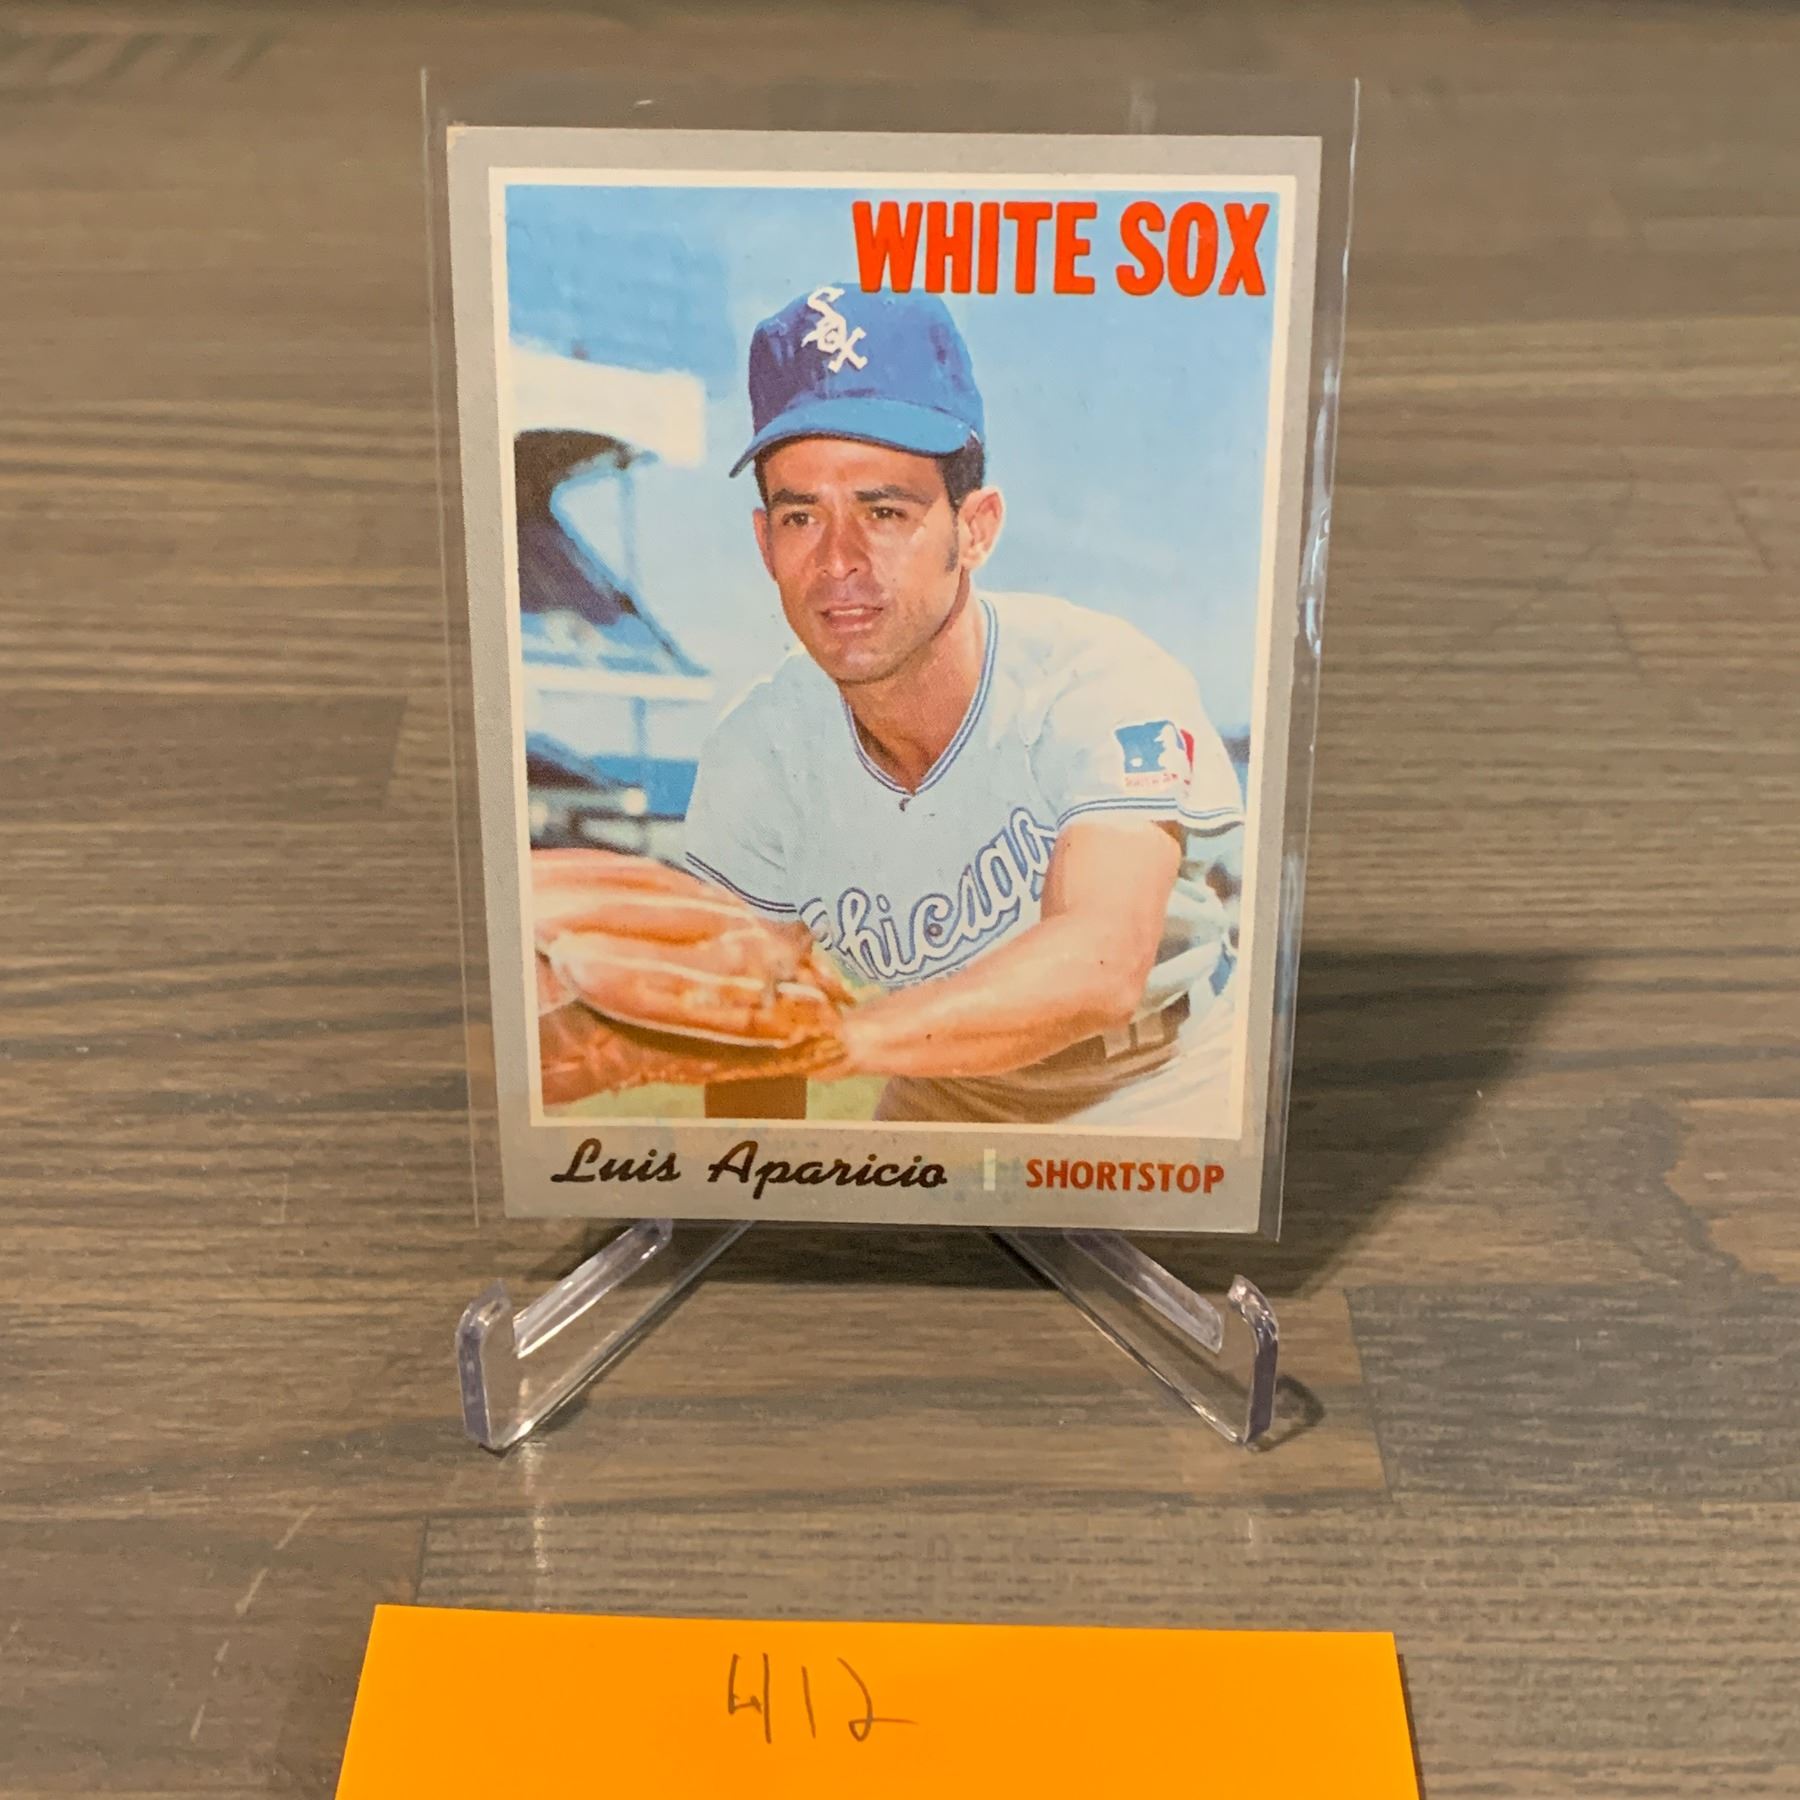 WHITE SOX
Sox
Chicago
Luis Aparicio | SHORTSTOP
412